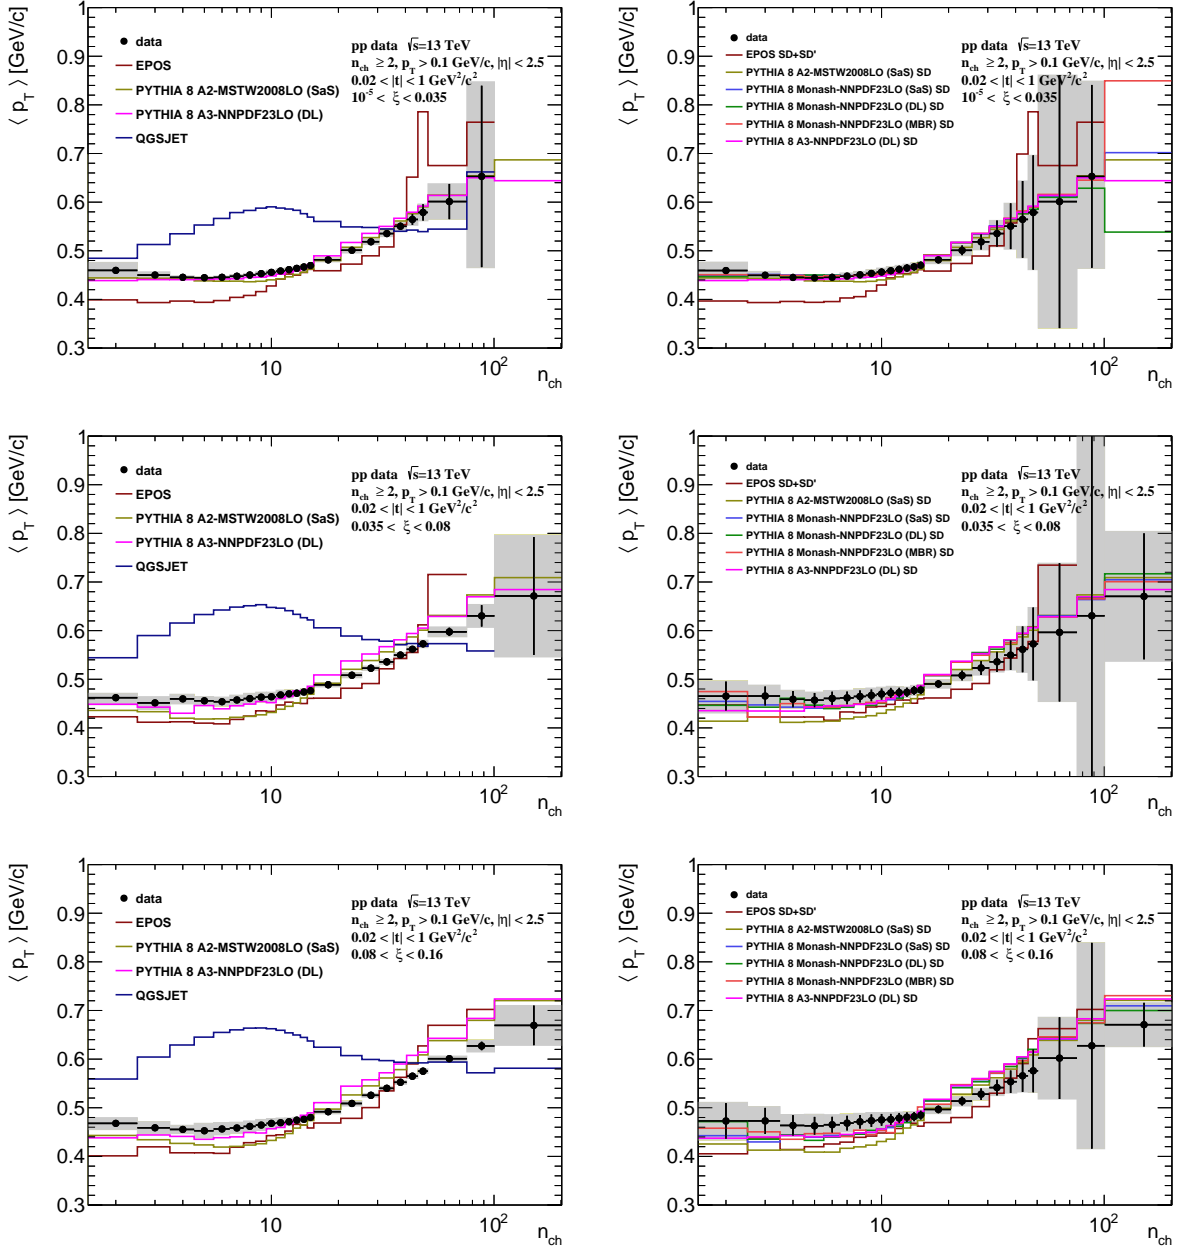 ⟨ p_T ⟩ [GeV/c]
1
0.9
0.8
0.7
0.6
0.5
0.4
0.3
10
10²
n_ch
data
EPOS
PYTHIA 8 A2-MSTW2008LO (SaS)
PYTHIA 8 A3-NNPDF23LO (DL)
QGSJET
pp data √s=13 TeV
n_ch ≥ 2, p_T > 0.1 GeV/c, |η| < 2.5
0.02 < |t| < 1 GeV²/c²
10⁻⁵ < ξ < 0.035
⟨ p_T ⟩ [GeV/c]
1
0.9
0.8
0.7
0.6
0.5
0.4
0.3
10
10²
n_ch
data
EPOS SD+SD'
PYTHIA 8 A2-MSTW2008LO (SaS) SD
PYTHIA 8 Monash-NNPDF23LO (SaS) SD
PYTHIA 8 Monash-NNPDF23LO (DL) SD
PYTHIA 8 Monash-NNPDF23LO (MBR) SD
PYTHIA 8 A3-NNPDF23LO (DL) SD
pp data √s=13 TeV
n_ch ≥ 2, p_T > 0.1 GeV/c, |η| < 2.5
0.02 < |t| < 1 GeV²/c²
10⁻⁵ < ξ < 0.035
⟨ p_T ⟩ [GeV/c]
1
0.9
0.8
0.7
0.6
0.5
0.4
0.3
10
10²
n_ch
data
EPOS
PYTHIA 8 A2-MSTW2008LO (SaS)
PYTHIA 8 A3-NNPDF23LO (DL)
QGSJET
pp data √s=13 TeV
n_ch ≥ 2, p_T > 0.1 GeV/c, |η| < 2.5
0.02 < |t| < 1 GeV²/c²
0.035 < ξ < 0.08
⟨ p_T ⟩ [GeV/c]
1
0.9
0.8
0.7
0.6
0.5
0.4
0.3
10
10²
n_ch
data
EPOS SD+SD'
PYTHIA 8 A2-MSTW2008LO (SaS) SD
PYTHIA 8 Monash-NNPDF23LO (SaS) SD
PYTHIA 8 Monash-NNPDF23LO (DL) SD
PYTHIA 8 Monash-NNPDF23LO (MBR) SD
PYTHIA 8 A3-NNPDF23LO (DL) SD
pp data √s=13 TeV
n_ch ≥ 2, p_T > 0.1 GeV/c, |η| < 2.5
0.02 < |t| < 1 GeV²/c²
0.035 < ξ < 0.08
⟨ p_T ⟩ [GeV/c]
1
0.9
0.8
0.7
0.6
0.5
0.4
0.3
10
10²
n_ch
data
EPOS
PYTHIA 8 A2-MSTW2008LO (SaS)
PYTHIA 8 A3-NNPDF23LO (DL)
QGSJET
pp data √s=13 TeV
n_ch ≥ 2, p_T > 0.1 GeV/c, |η| < 2.5
0.02 < |t| < 1 GeV²/c²
0.08 < ξ < 0.16
⟨ p_T ⟩ [GeV/c]
1
0.9
0.8
0.7
0.6
0.5
0.4
0.3
10
10²
n_ch
data
EPOS SD+SD'
PYTHIA 8 A2-MSTW2008LO (SaS) SD
PYTHIA 8 Monash-NNPDF23LO (SaS) SD
PYTHIA 8 Monash-NNPDF23LO (DL) SD
PYTHIA 8 Monash-NNPDF23LO (MBR) SD
PYTHIA 8 A3-NNPDF23LO (DL) SD
pp data √s=13 TeV
n_ch ≥ 2, p_T > 0.1 GeV/c, |η| < 2.5
0.02 < |t| < 1 GeV²/c²
0.08 < ξ < 0.16